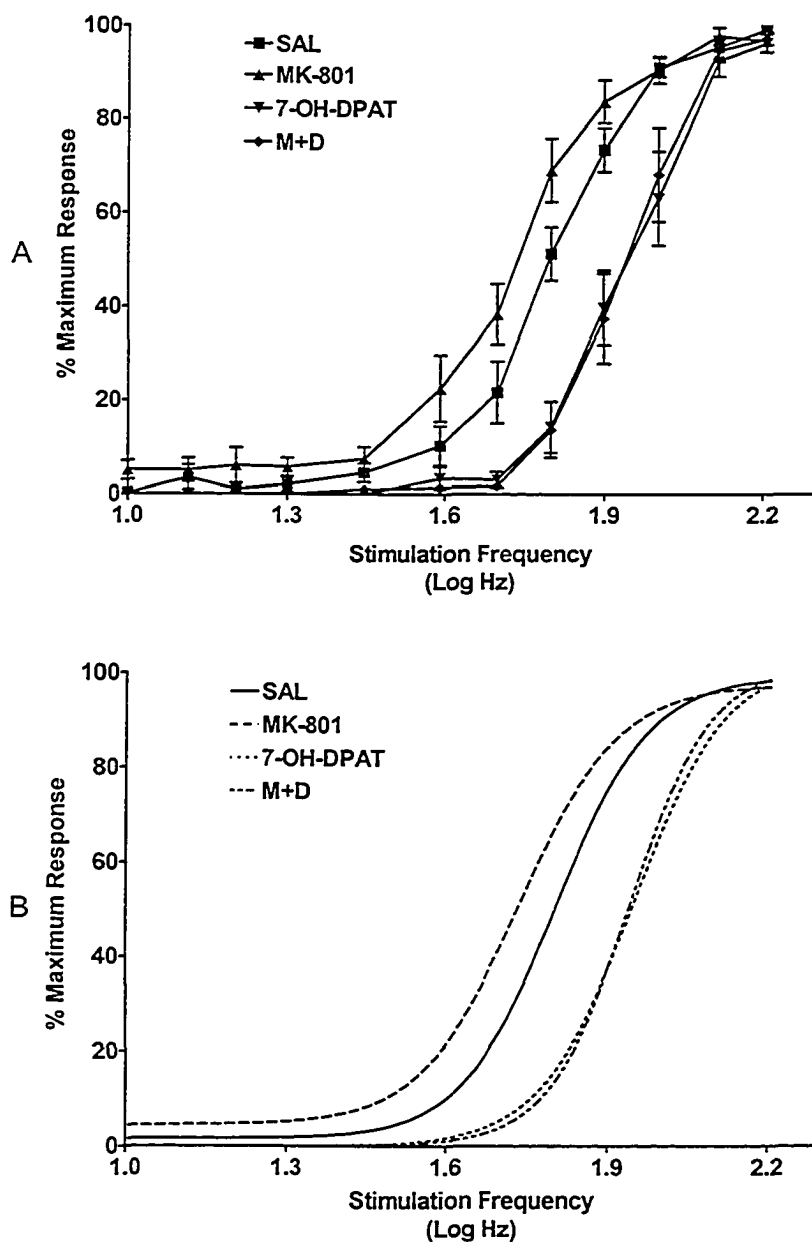 A
% Maximum Response
100
80
60
40
20
0
SAL
MK-801
7-OH-DPAT
M+D
1.0 1.3 1.6 1.9 2.2
Stimulation Frequency
(Log Hz)
B
% Maximum Response
100
80
60
40
20
0
SAL
MK-801
7-OH-DPAT
M+D
1.0 1.3 1.6 1.9 2.2
Stimulation Frequency
(Log Hz)